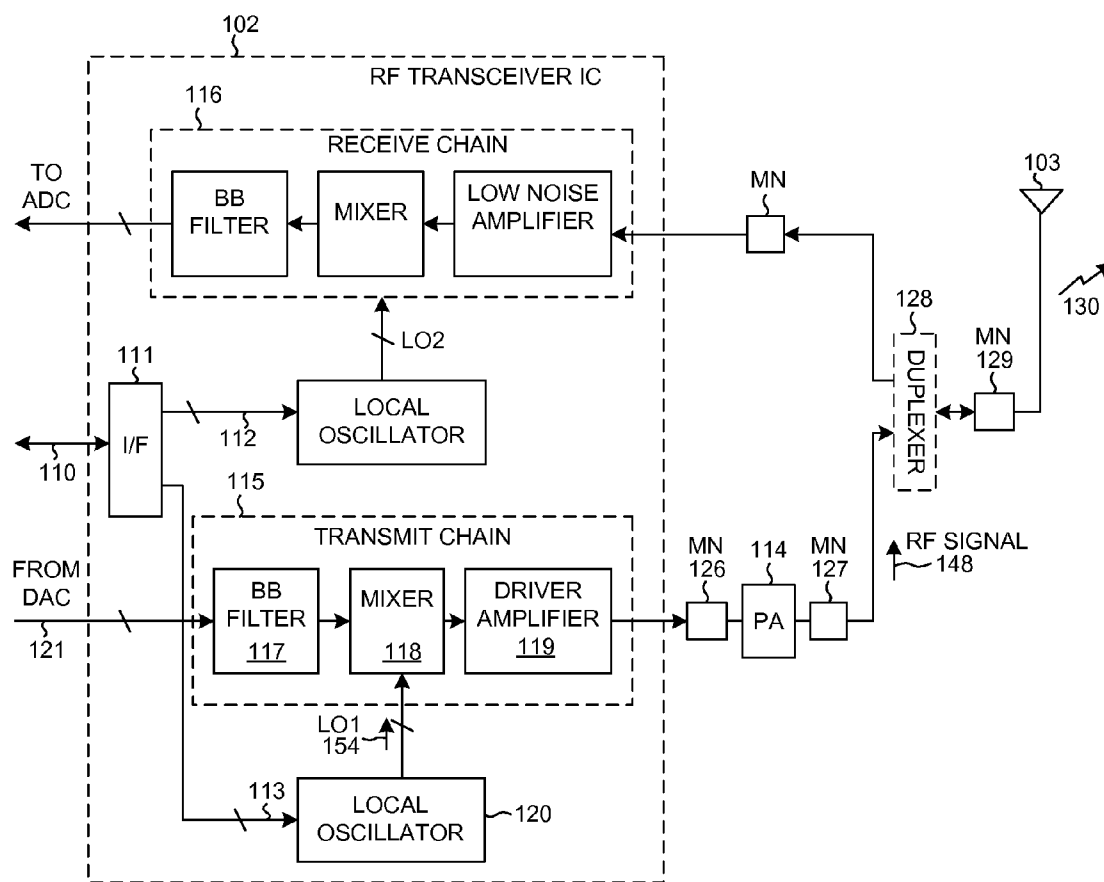 102
RF TRANSCEIVER IC
116
RECEIVE CHAIN
TO
ADC
BB
FILTER
MIXER
LOW NOISE
AMPLIFIER
MN
103
130
LO2
128
DUPLEXER
MN
129
111
I/F
110
112
LOCAL
OSCILLATOR
115
TRANSMIT CHAIN
FROM
DAC
121
BB
FILTER
117
MIXER
118
DRIVER
AMPLIFIER
119
MN
126
114
PA
MN
127
RF SIGNAL
148
LO1
154
113
LOCAL
OSCILLATOR
120